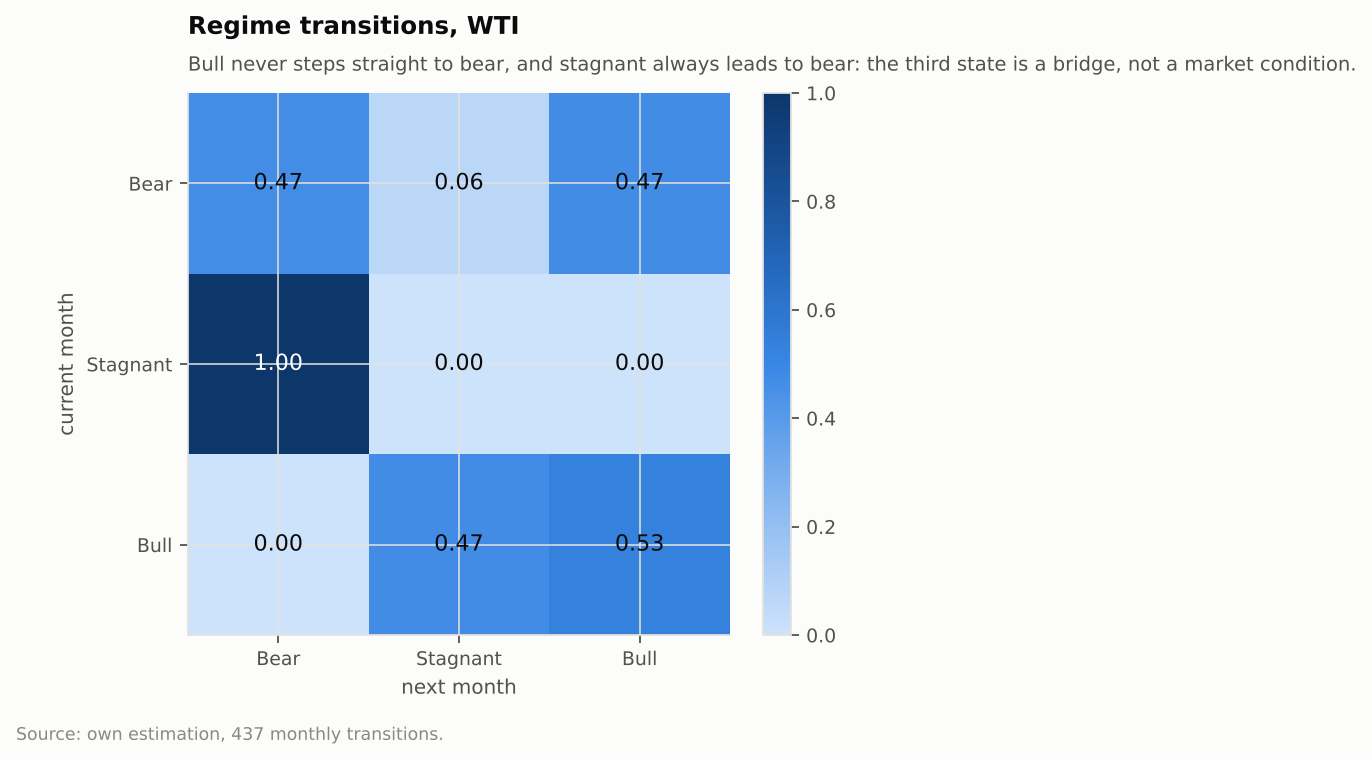 Regime transitions, WTI
Bull never steps straight to bear, and stagnant always leads to bear: the third state is a bridge, not a market condition.
1.0
Bear
0.47
0.06
0.47
0.8
0.6
current month
Stagnant
1.00
0.00
0.00
0.4
0.2
Bull
0.00
0.47
0.53
0.0
Bear
Stagnant
Bull
next month
Source: own estimation, 437 monthly transitions.